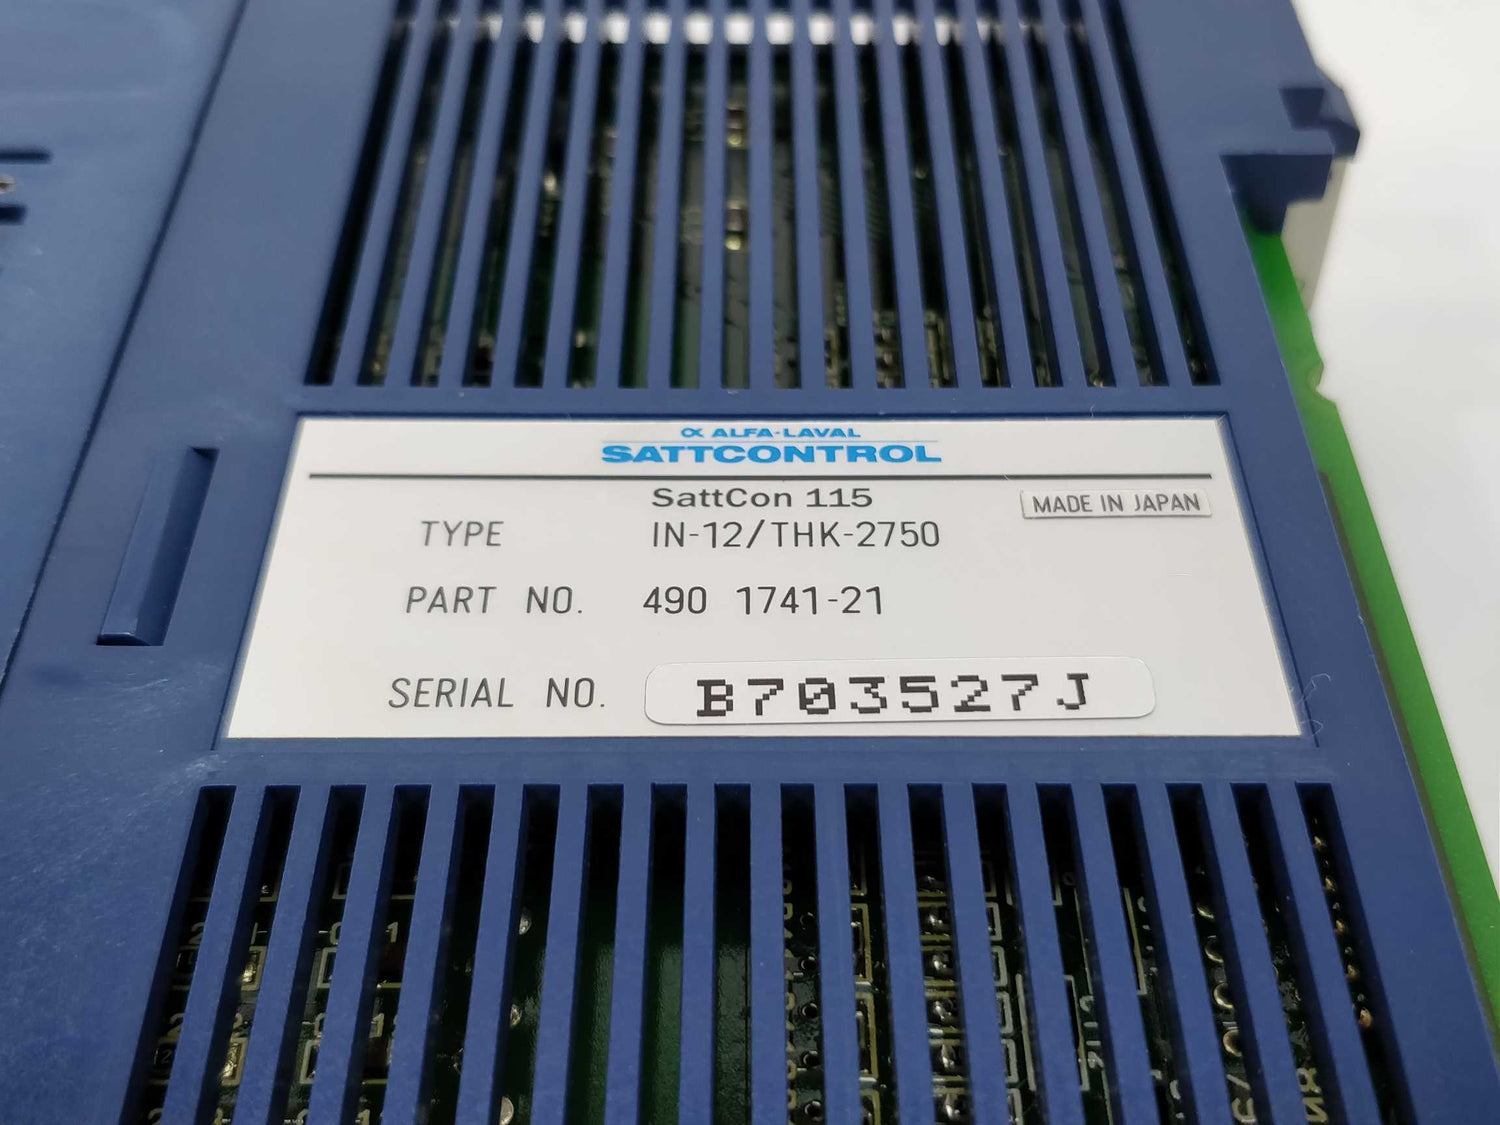 α ALFA-LAVAL
SATTCONTROL
SattCon 115
MADE IN JAPAN
TYPE IN-12/THK-2750
PART NO. 490 1741-21
SERIAL NO. B703527J